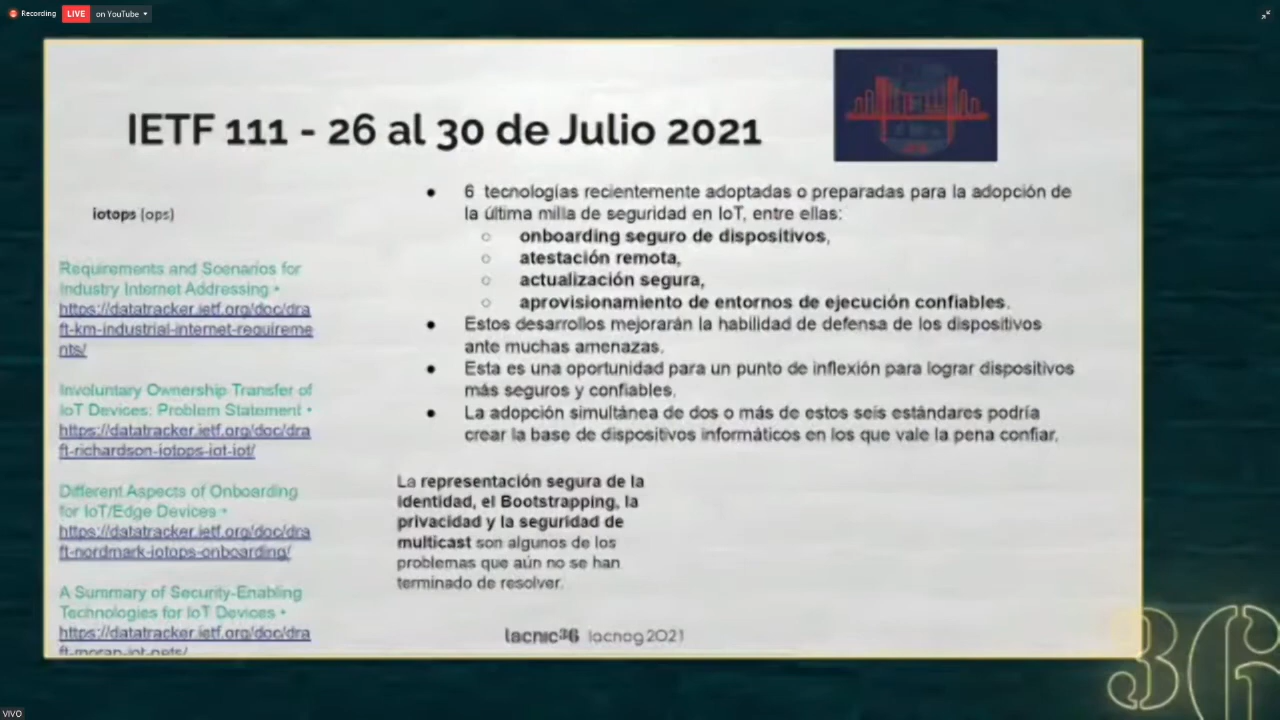 Recording
LIVE
on YouTube
IETF 111 - 26 al 30 de Julio 2021
iotops (ops)
Requirements and Scenarios for
Industry Internet Addressing •
https://datatracker.ietf.org/doc/dra
ft-km-industrial-internet-requireme
nts/
Involuntary Ownership Transfer of
IoT Devices: Problem Statement •
https://datatracker.ietf.org/doc/dra
ft-richardson-iotops-iot-iot/
Different Aspects of Onboarding
for IoT/Edge Devices •
https://datatracker.ietf.org/doc/dra
ft-nordmark-iotops-onboarding/
A Summary of Security-Enabling
Technologies for IoT Devices •
https://datatracker.ietf.org/doc/dra
ft-moran-iot-nets/
• 6 tecnologías recientemente adoptadas o preparadas para la adopción de
la última milla de seguridad en IoT, entre ellas:
○ onboarding seguro de dispositivos,
○ atestación remota,
○ actualización segura,
○ aprovisionamiento de entornos de ejecución confiables.
• Estos desarrollos mejorarán la habilidad de defensa de los dispositivos
ante muchas amenazas.
• Esta es una oportunidad para un punto de inflexión para lograr dispositivos
más seguros y confiables.
• La adopción simultánea de dos o más de estos seis estándares podría
crear la base de dispositivos informáticos en los que vale la pena confiar.
La representación segura de la
identidad, el Bootstrapping, la
privacidad y la seguridad de
multicast son algunos de los
problemas que aún no se han
terminado de resolver.
lacnic36 lacnog2021
36
VIVO